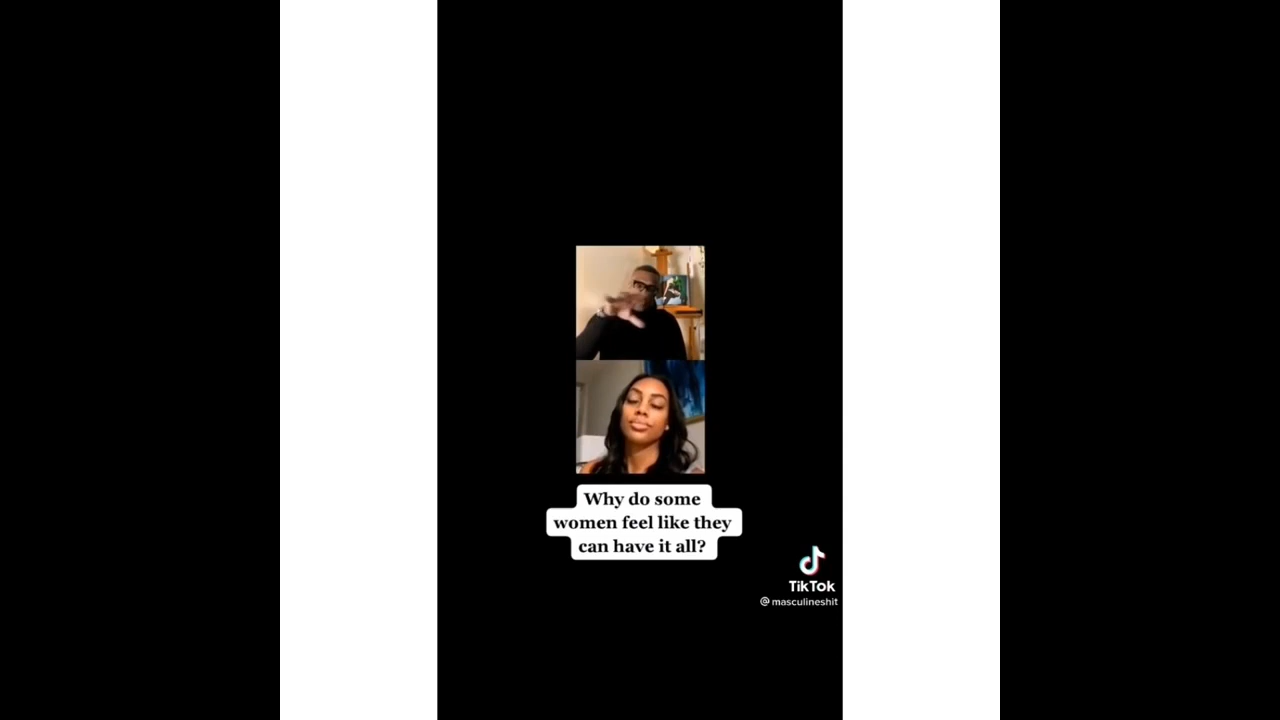 Why do some
women feel like they
can have it all?
TikTok
@masculineshit